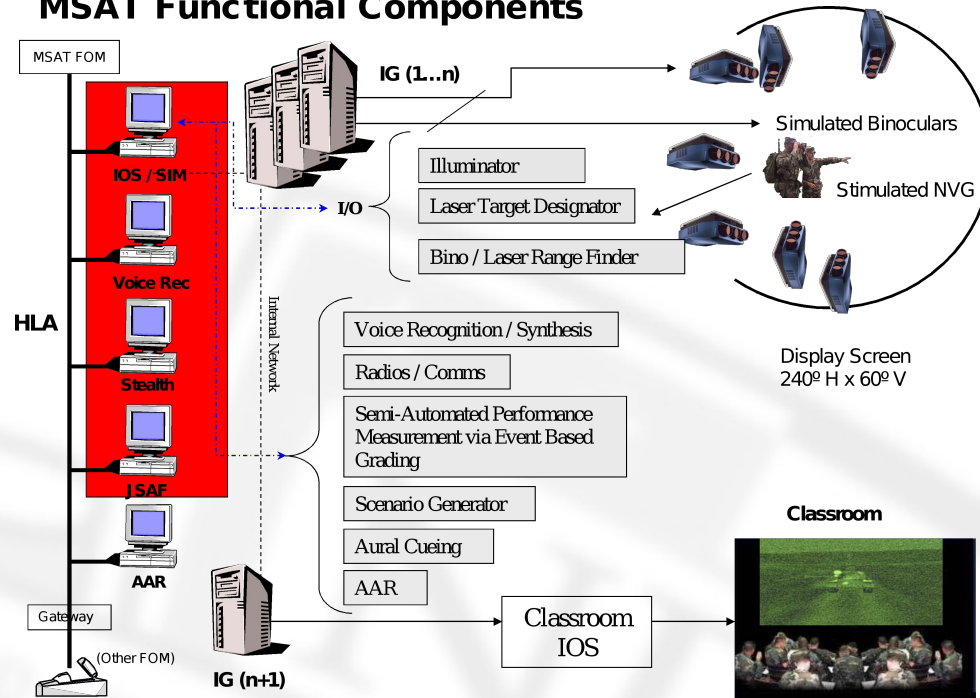 MSAT Functional Components
MSAT FOM
IG (1...n)
Simulated Binoculars
Stimulated NVG
IOS / SIM
I/O
Illuminator
Laser Target Designator
Bino / Laser Range Finder
Voice Rec
HLA
Internal Network
Stealth
JSAF
AAR
Voice Recognition / Synthesis
Radios / Comms
Semi-Automated Performance
Measurement via Event Based
Grading
Scenario Generator
Aural Cueing
AAR
Display Screen
240º H x 60º V
Classroom
Gateway
(Other FOM)
IG (n+1)
Classroom
IOS